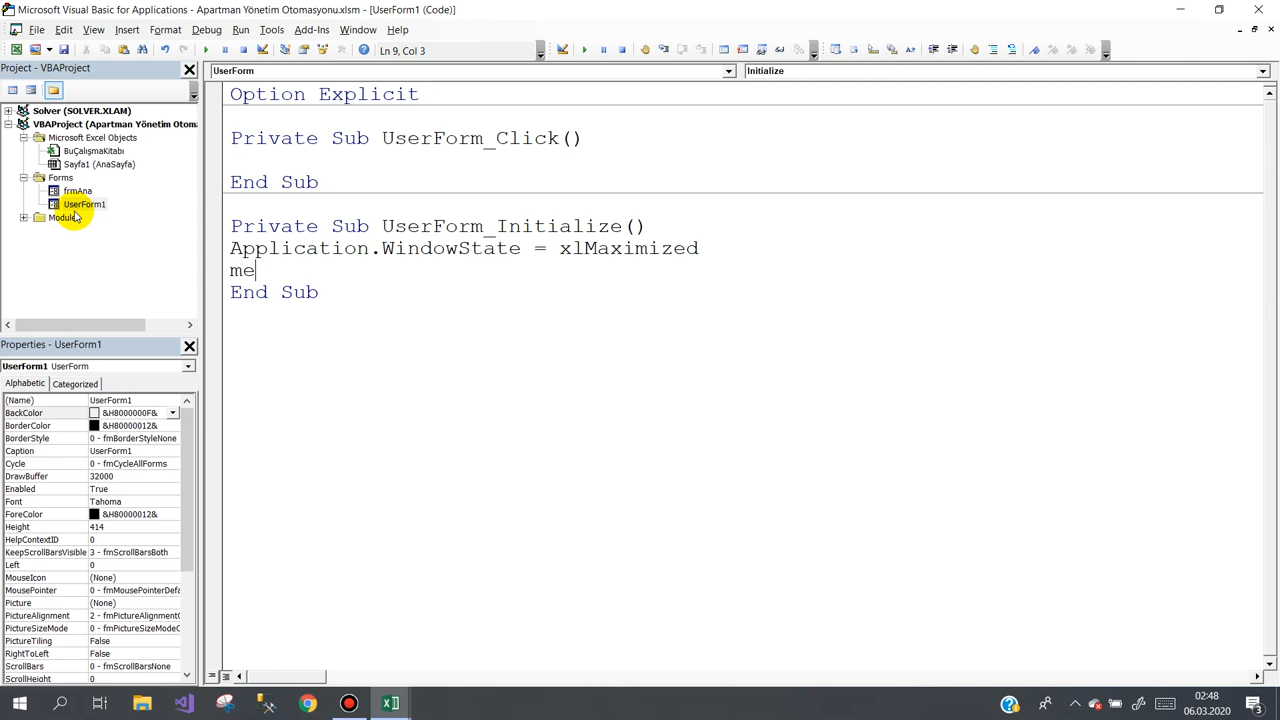 Microsoft Visual Basic for Applications - Apartman Yönetim Otomasyonu.xlsm - [UserForm1 (Code)]
File Edit View Insert Format Debug Run Tools Add-Ins Window Help
Ln 9, Col 3
Project - VBAProject
UserForm
Initialize
Solver (SOLVER.XLAM)
VBAProject (Apartman Yönetim Otoma
Microsoft Excel Objects
BuÇalışmaKitabı
Sayfa1 (AnaSayfa)
Forms
frmAna
UserForm1
Module
Option Explicit
Private Sub UserForm_Click()
End Sub
Private Sub UserForm_Initialize()
Application.WindowState = xlMaximized
me
End Sub
Properties - UserForm1
UserForm1 UserForm
Alphabetic Categorized
(Name) UserForm1
BackColor &H8000000F&
BorderColor &H80000012&
BorderStyle 0 - fmBorderStyleNone
Caption UserForm1
Cycle 0 - fmCycleAllForms
DrawBuffer 32000
Enabled True
Font Tahoma
ForeColor &H80000012&
Height 414
HelpContextID 0
KeepScrollBarsVisible 3 - fmScrollBarsBoth
Left 0
MouseIcon (None)
MousePointer 0 - fmMousePointerDefa
Picture (None)
PictureAlignment 2 - fmPictureAlignmentC
PictureSizeMode 0 - fmPictureSizeModeC
PictureTiling False
RightToLeft False
ScrollBars 0 - fmScrollBarsNone
ScrollHeight 0
02:48
06.03.2020
3